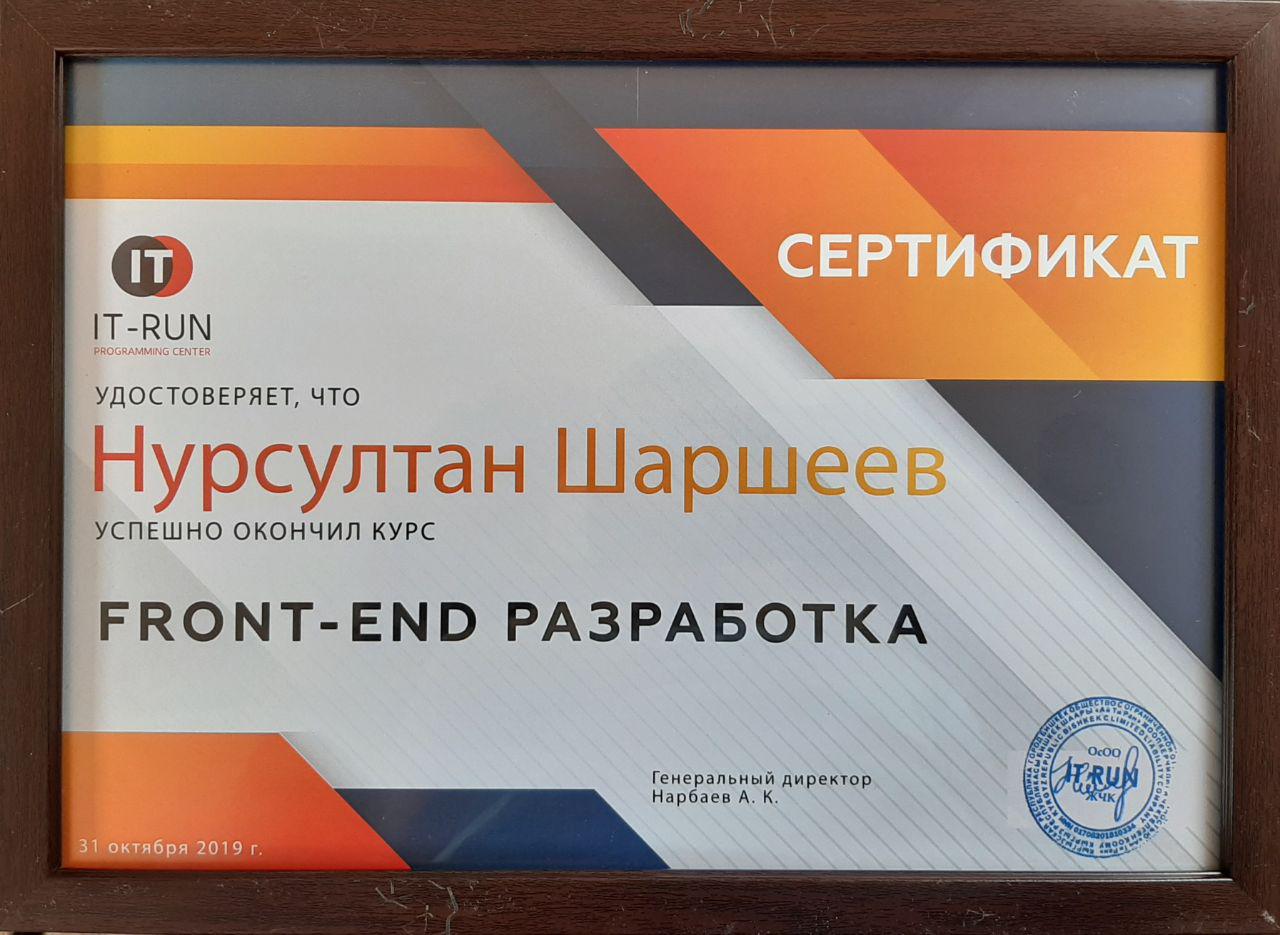 СЕРТИФИКАТ
IT
IT-RUN
PROGRAMMING CENTER
УДОСТОВЕРЯЕТ, ЧТО
Нурсултан Шаршеев
УСПЕШНО ОКОНЧИЛ КУРС
FRONT-END РАЗРАБОТКА
Генеральный директор
Нарбаев А. К.
ОсОО
IT-RUN
ЖЧК
31 октября 2019 г.